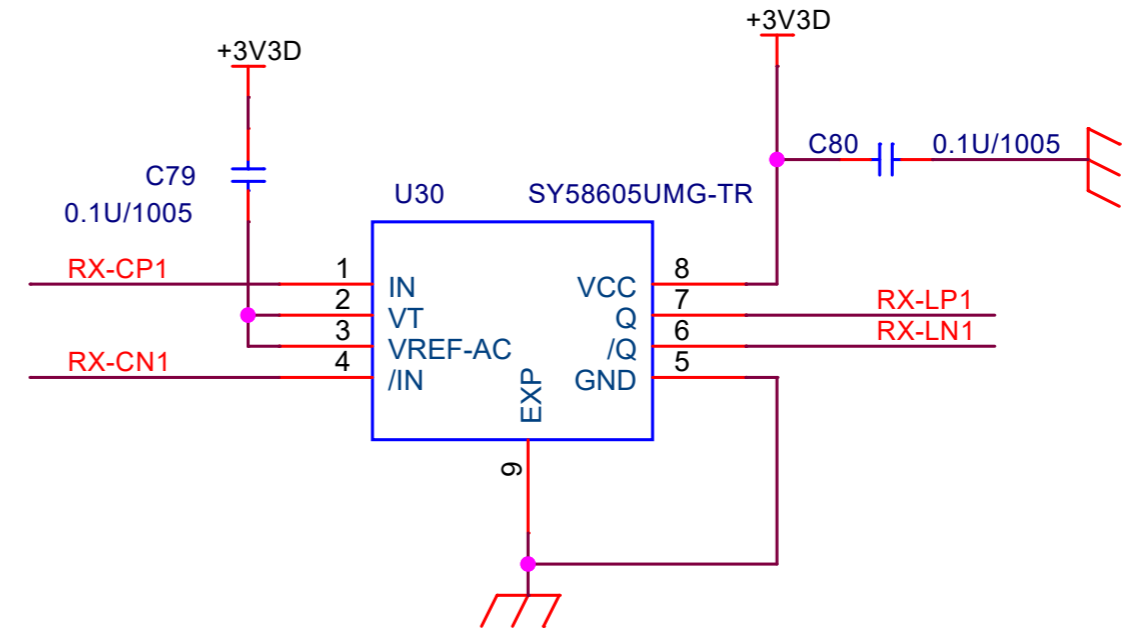 +3V3D
+3V3D
C80 0.1U/1005
C79
0.1U/1005
U30 SY58605UMG-TR
RX-CP1 1 IN VCC 8
2 VT Q 7 RX-LP1
3 VREF-AC /Q 6 RX-LN1
RX-CN1 4 /IN GND 5
EXP
9